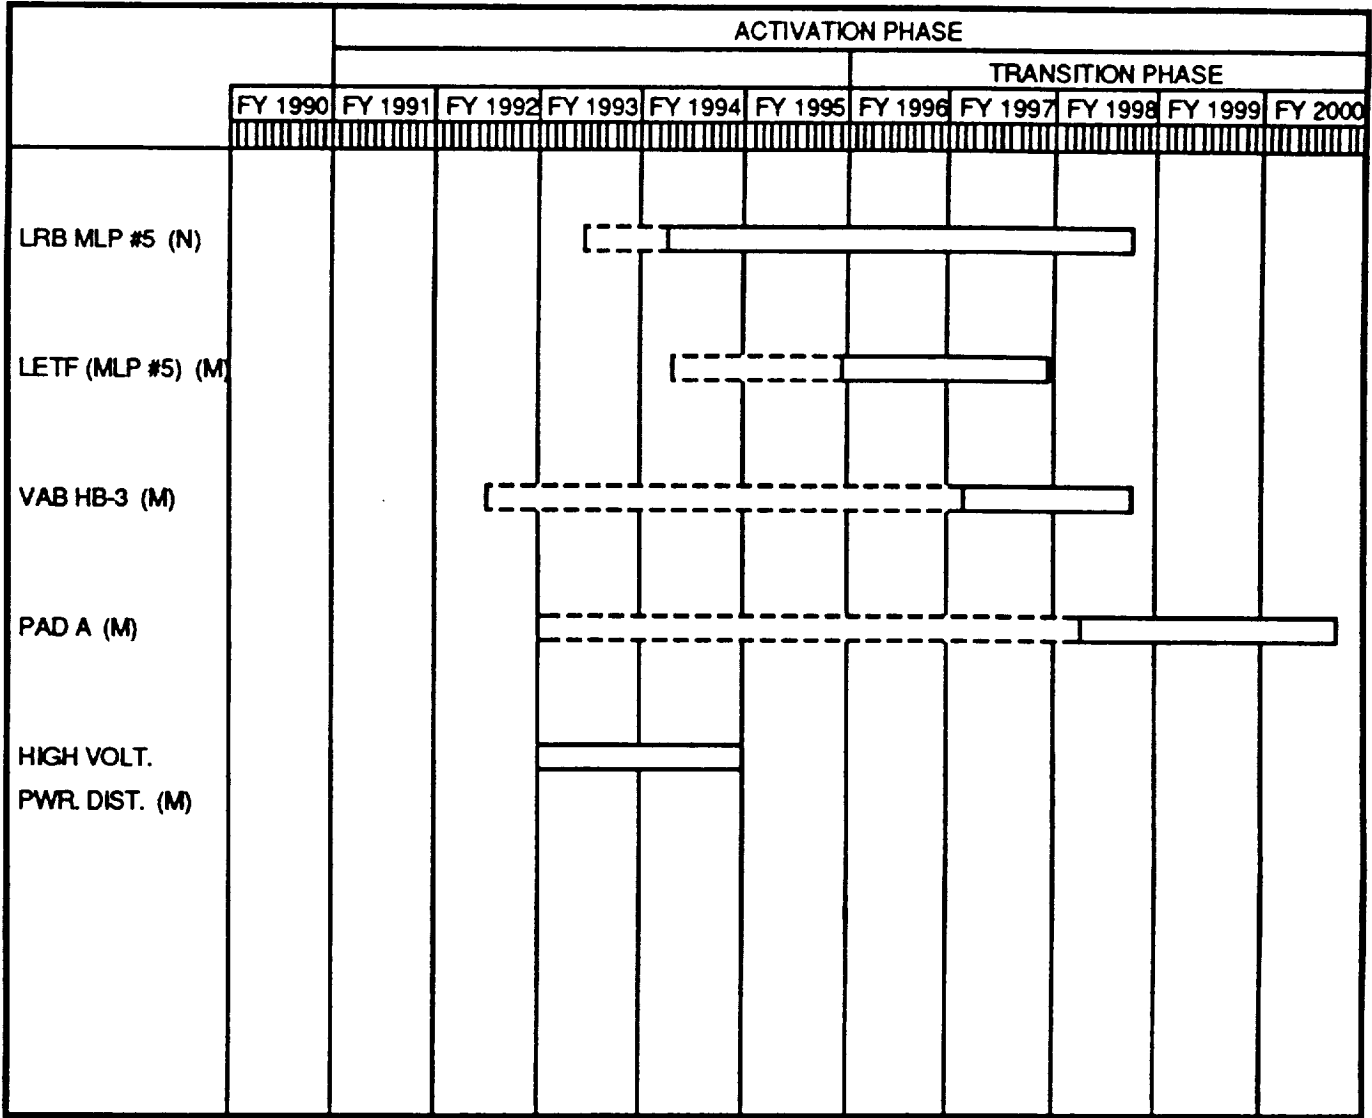 ACTIVATION PHASE
TRANSITION PHASE
FY 1990 FY 1991 FY 1992 FY 1993 FY 1994 FY 1995 FY 1996 FY 1997 FY 1998 FY 1999 FY 2000
LRB MLP #5 (N)
LETF (MLP #5) (M)
VAB HB-3 (M)
PAD A (M)
HIGH VOLT.
PWR. DIST. (M)